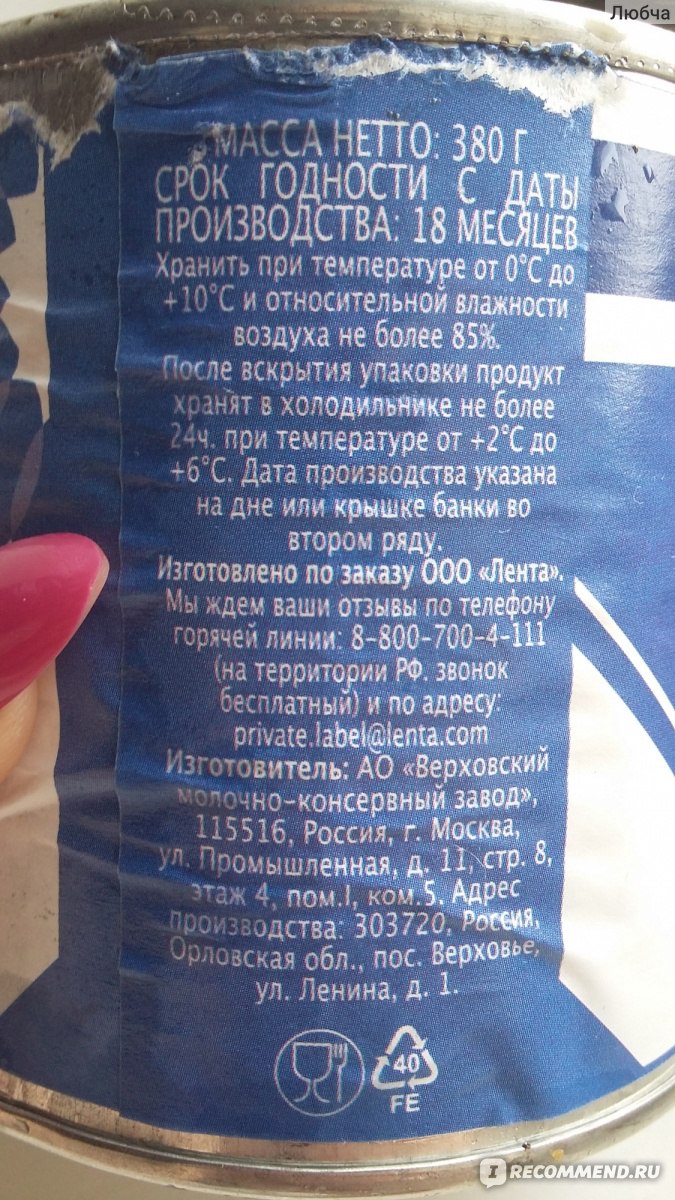 Любча
МАССА НЕТТО: 380 Г
СРОК ГОДНОСТИ С ДАТЫ
ПРОИЗВОДСТВА: 18 МЕСЯЦЕВ
Хранить при температуре от 0°С до
+10°С и относительной влажности
воздуха не более 85%.
После вскрытия упаковки продукт
хранят в холодильнике не более
24ч. при температуре от +2°С до
+6°С. Дата производства указана
на дне или крышке банки во
втором ряду.
Изготовлено по заказу ООО «Лента».
Мы ждем ваши отзывы по телефону
горячей линии: 8-800-700-4-111
(на территории РФ. звонок
бесплатный) и по адресу:
private.label@lenta.com
Изготовитель: АО «Верховский
молочно-консервный завод»,
115516, Россия, г. Москва,
ул. Промышленная, д. 11, стр. 8,
этаж 4, пом.I, ком.5. Адрес
производства: 303720, Россия,
Орловская обл., пос. Верховье,
ул. Ленина, д. 1.
40
FE
IRECOMMEND.RU